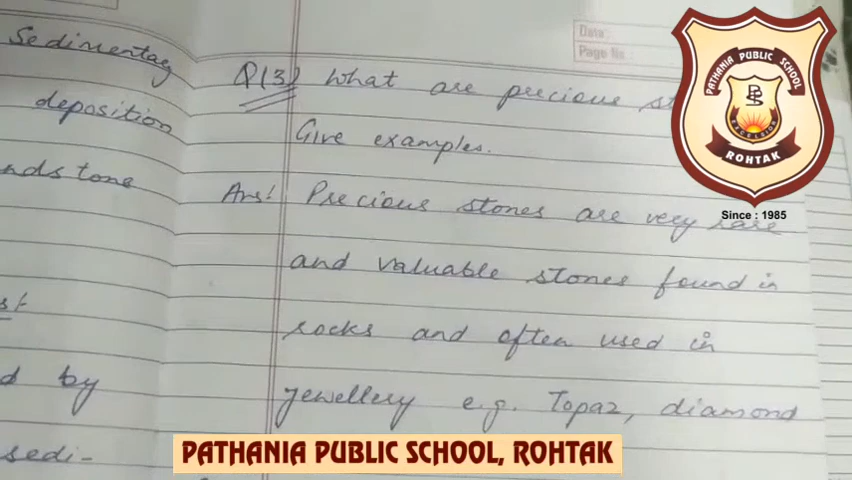 Sedimentary
deposition
ndstone
s!
d by
sedi-
Date:
Page No:
Q(3) What are precious
Give examples.
Ans! Precious stones are very rare
and valuable stones found in
rocks and often used in
jewellery e.g. Topaz, diamond
PATHANIA PUBLIC SCHOOL
PPS
EXCELSIOR
ROHTAK
Since : 1985
PATHANIA PUBLIC SCHOOL, ROHTAK